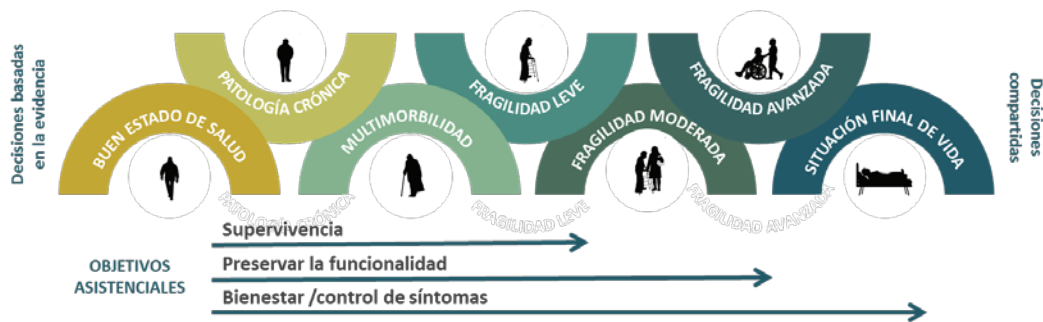 Decisiones basadas
en la evidencia
BUEN ESTADO DE SALUD
PATOLOGÍA CRÓNICA
MULTIMORBILIDAD
FRAGILIDAD LEVE
FRAGILIDAD MODERADA
FRAGILIDAD AVANZADA
SITUACIÓN FINAL DE VIDA
Decisiones
compartidas
PATOLOGÍA CRÓNICA
FRAGILIDAD LEVE
FRAGILIDAD AVANZADA
OBJETIVOS
ASISTENCIALES
Supervivencia
Preservar la funcionalidad
Bienestar /control de síntomas